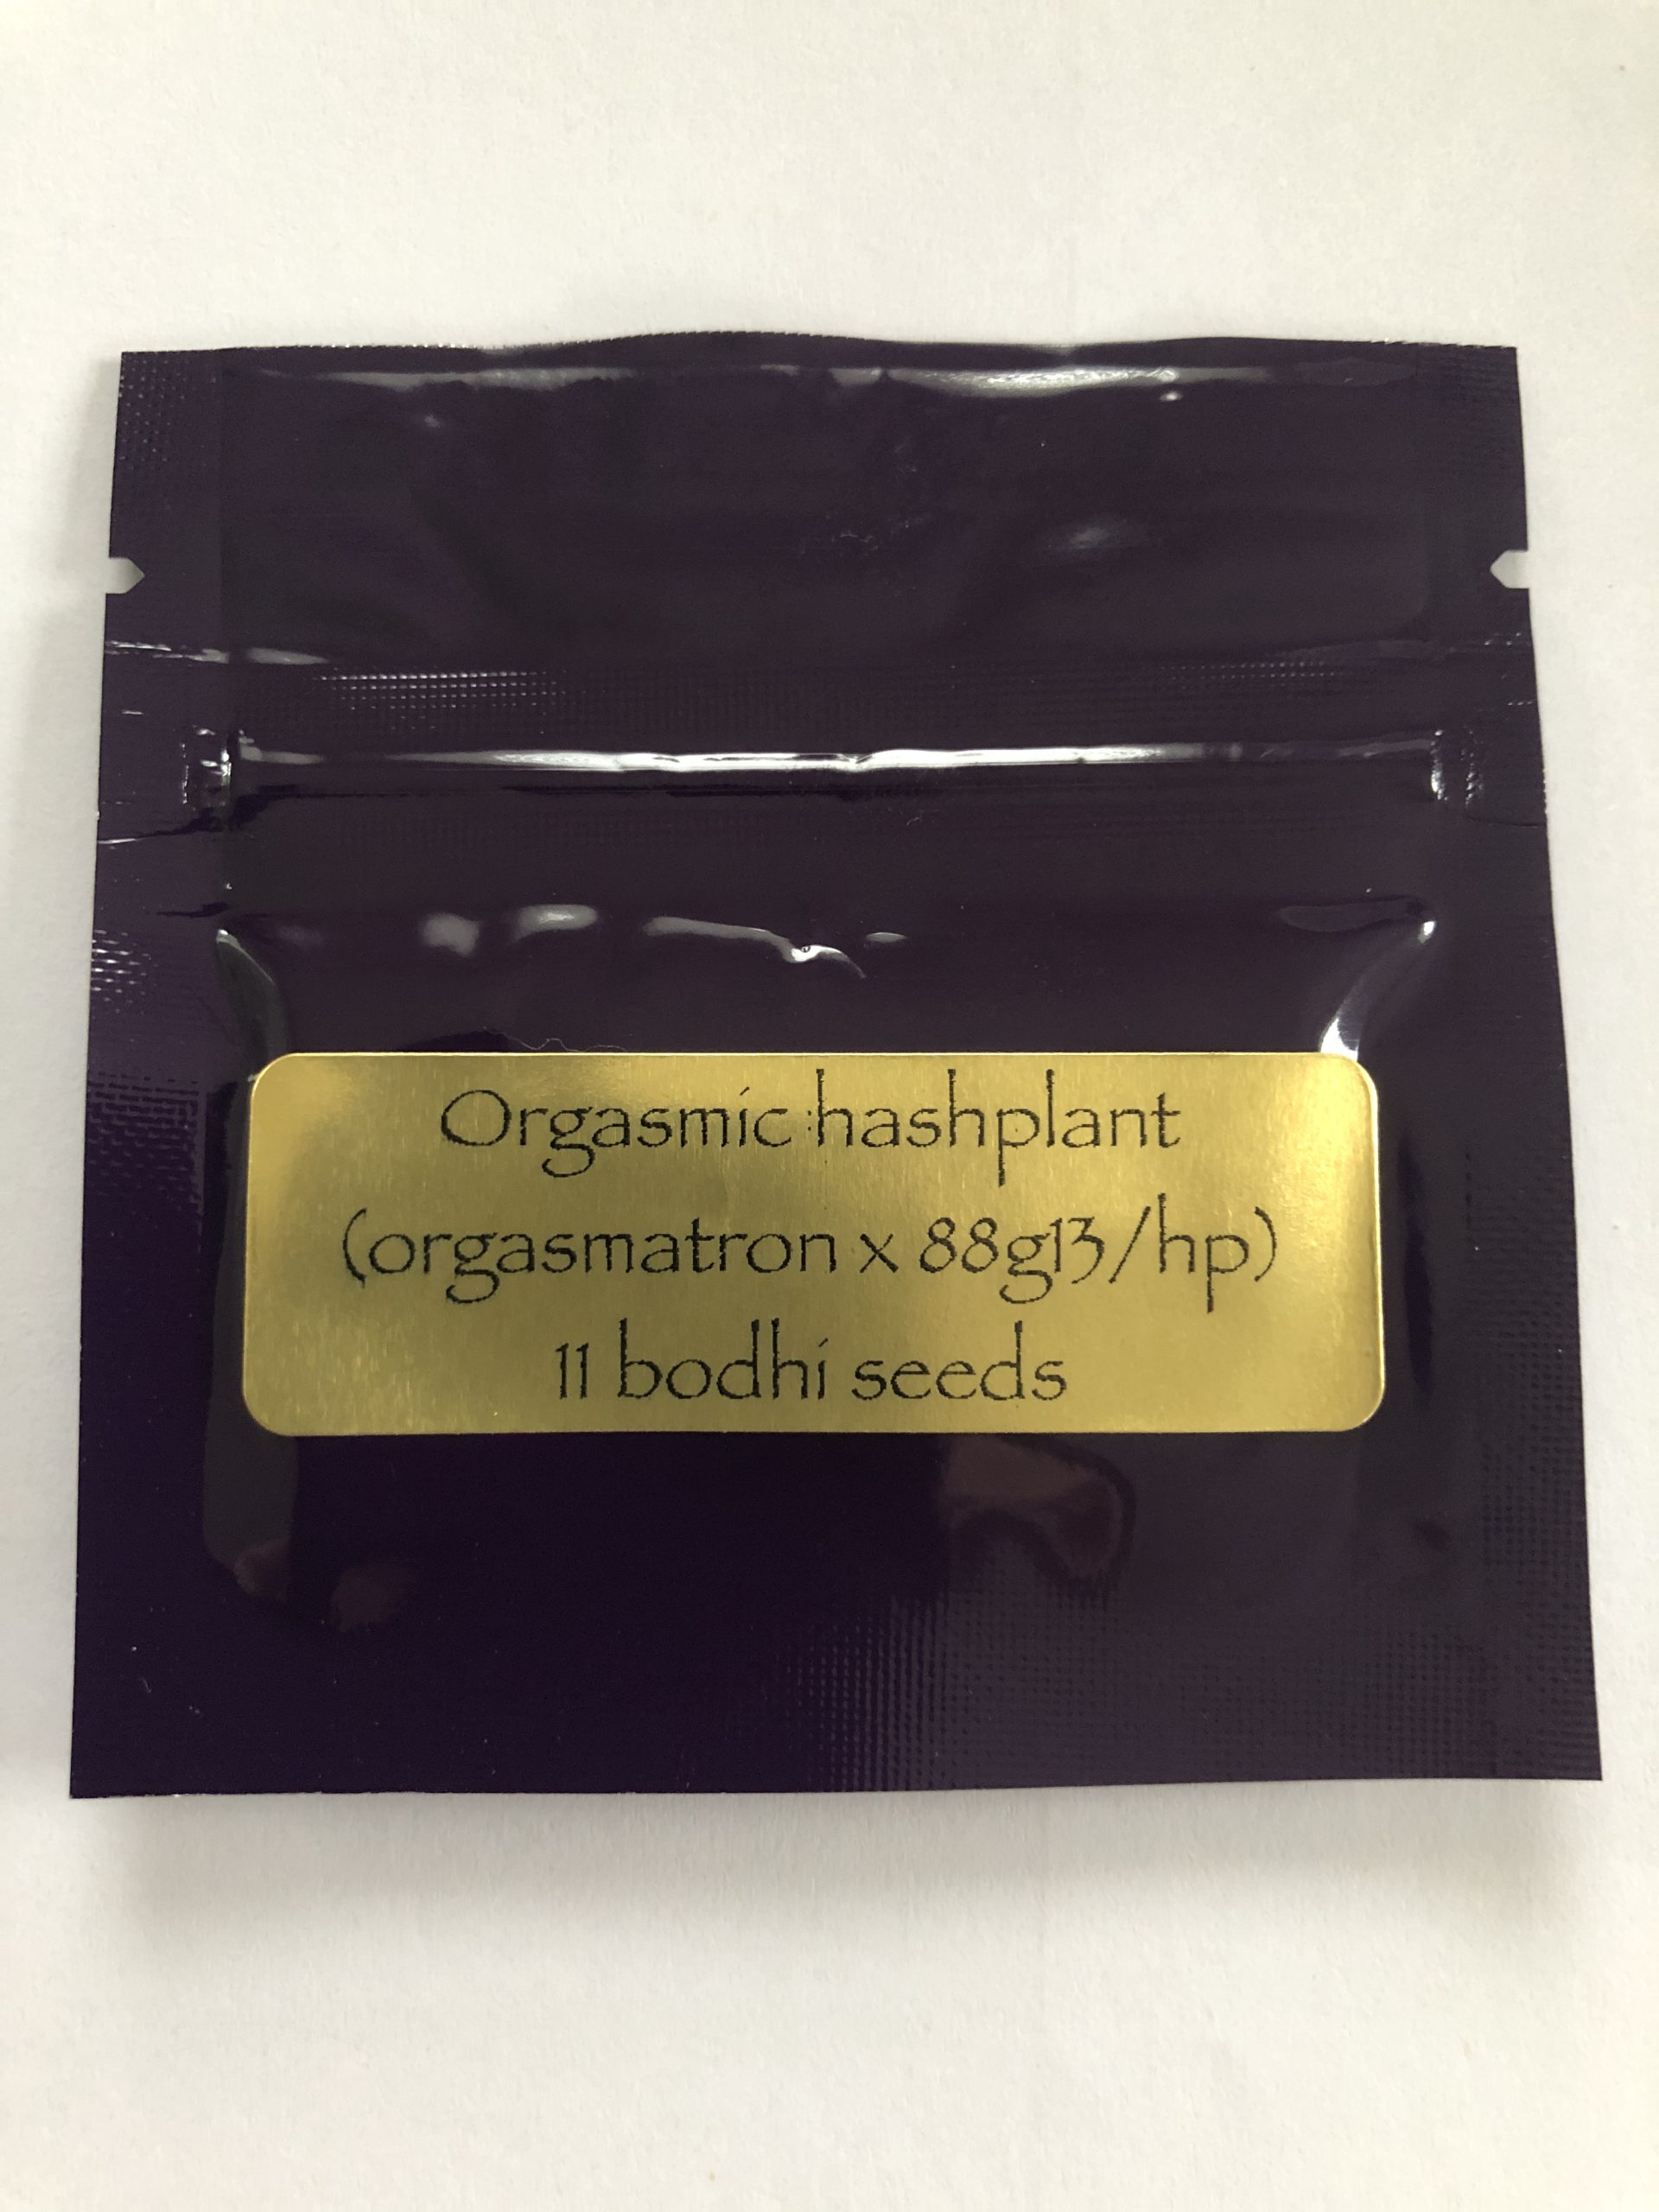 Orgasmic hashplant
(orgasmatron x 88g13/hp)
11 bodhi seeds